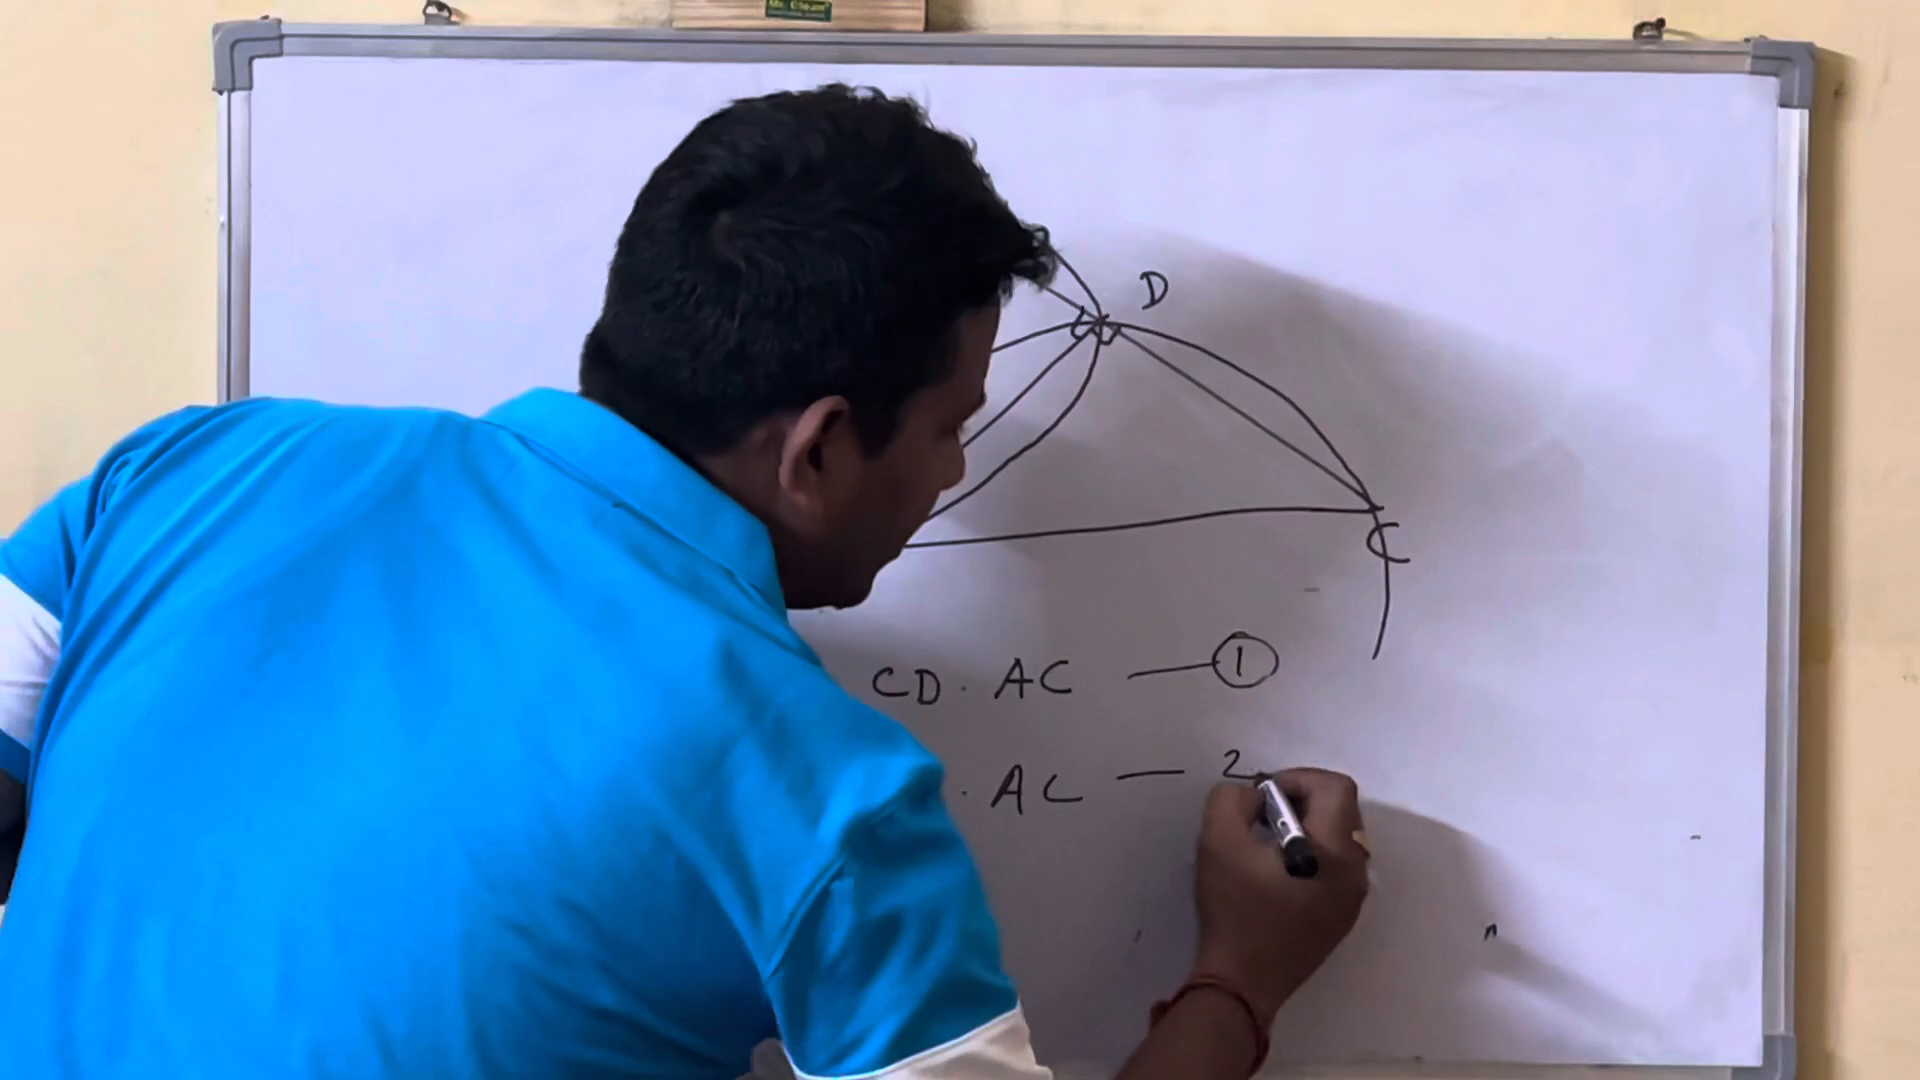 D
C
CD. AC — 1
. AC — 2